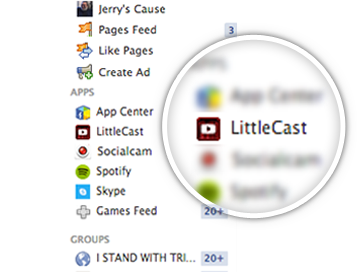 Jerry's Cause
Pages Feed 3
Like Pages
Create Ad
APPS
App Center
LittleCast
Socialcam
Spotify
Skype
Games Feed 20+
GROUPS
I STAND WITH TRI... 20+
App Center
LittleCast
Socialcam
Spotify